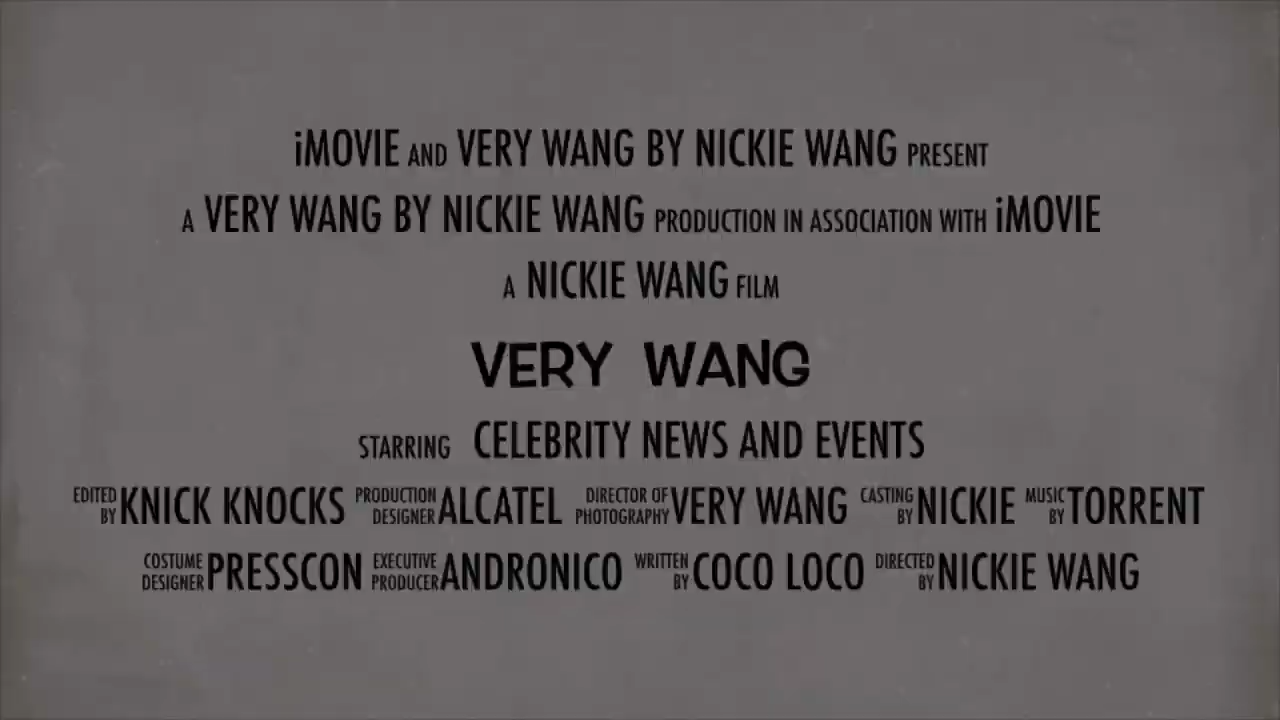 iMOVIE AND VERY WANG BY NICKIE WANG PRESENT
A VERY WANG BY NICKIE WANG PRODUCTION IN ASSOCIATION WITH iMOVIE
A NICKIE WANG FILM
VERY WANG
STARRING CELEBRITY NEWS AND EVENTS
EDITED BY KNICK KNOCKS PRODUCTION DESIGNER ALCATEL DIRECTOR OF PHOTOGRAPHY VERY WANG CASTING BY NICKIE MUSIC BY TORRENT
COSTUME DESIGNER PRESSCON EXECUTIVE PRODUCER ANDRONICO WRITTEN BY COCO LOCO DIRECTED BY NICKIE WANG